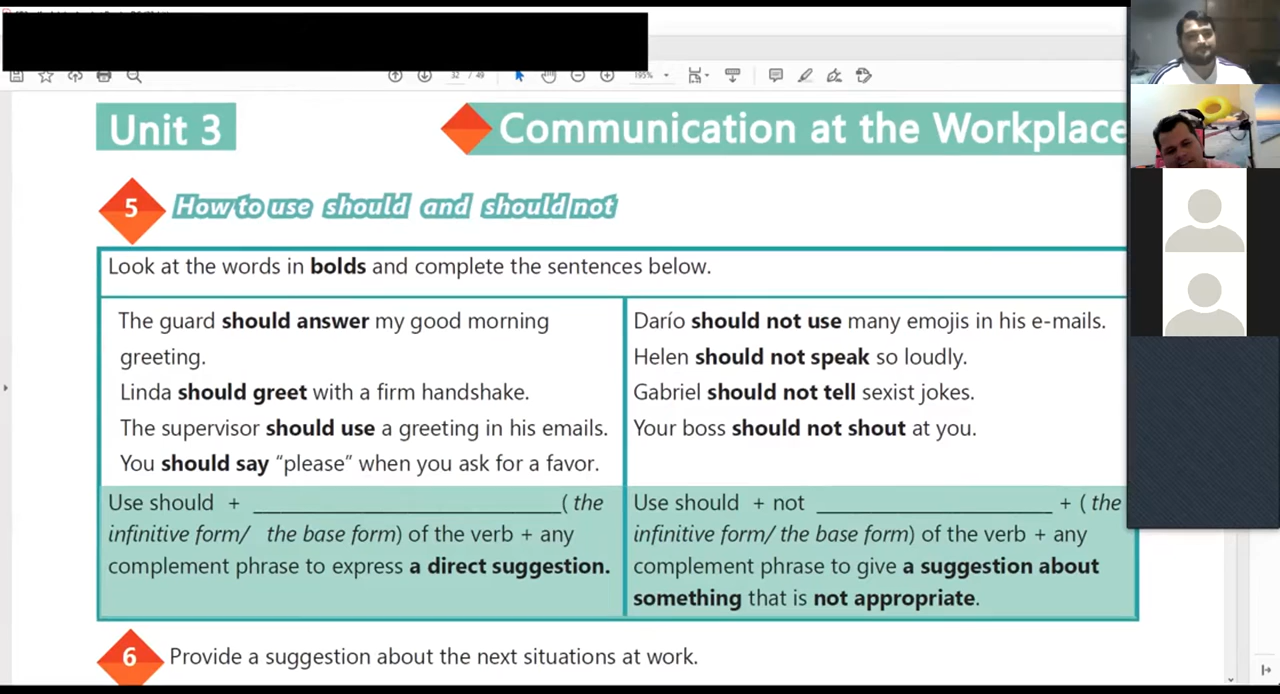 32 / 49
195%
Unit 3
Communication at the Workplace
5
How to use should and should not
Look at the words in bolds and complete the sentences below.
The guard should answer my good morning
greeting.
Linda should greet with a firm handshake.
The supervisor should use a greeting in his emails.
You should say “please” when you ask for a favor.
Darío should not use many emojis in his e-mails.
Helen should not speak so loudly.
Gabriel should not tell sexist jokes.
Your boss should not shout at you.
Use should + ____________________________( the
infinitive form/ the base form) of the verb + any
complement phrase to express a direct suggestion.
Use should + not _____________________ + ( the
infinitive form/ the base form) of the verb + any
complement phrase to give a suggestion about
something that is not appropriate.
6
Provide a suggestion about the next situations at work.